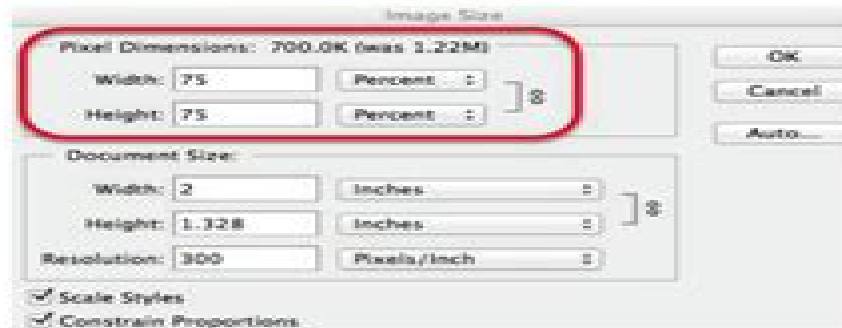 Image Size
Pixel Dimensions: 700.0K (was 1.22M)
Width: 75 Percent
Height: 75 Percent
OK
Cancel
Auto...
Document Size:
Width: 2 Inches
Height: 1.328 Inches
Resolution: 300 Pixels/Inch
Scale Styles
Constrain Proportions